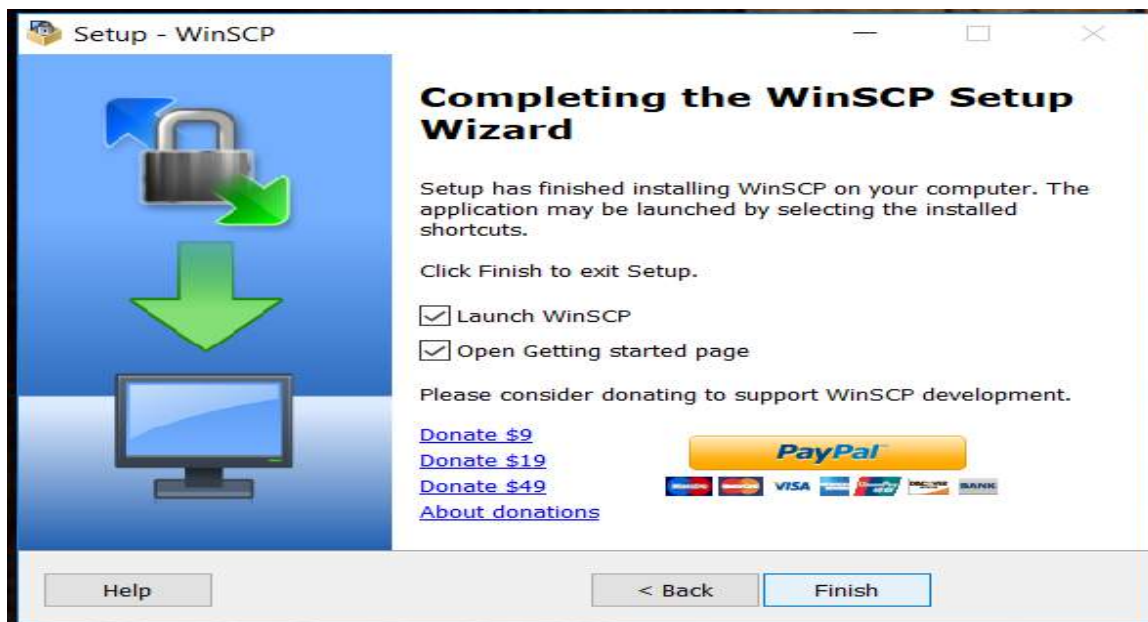 Setup - WinSCP
Completing the WinSCP Setup
Wizard
Setup has finished installing WinSCP on your computer. The
application may be launched by selecting the installed
shortcuts.
Click Finish to exit Setup.
Launch WinSCP
Open Getting started page
Please consider donating to support WinSCP development.
Donate $9
Donate $19
Donate $49
About donations
PayPal
VISA BANK
Help
< Back
Finish